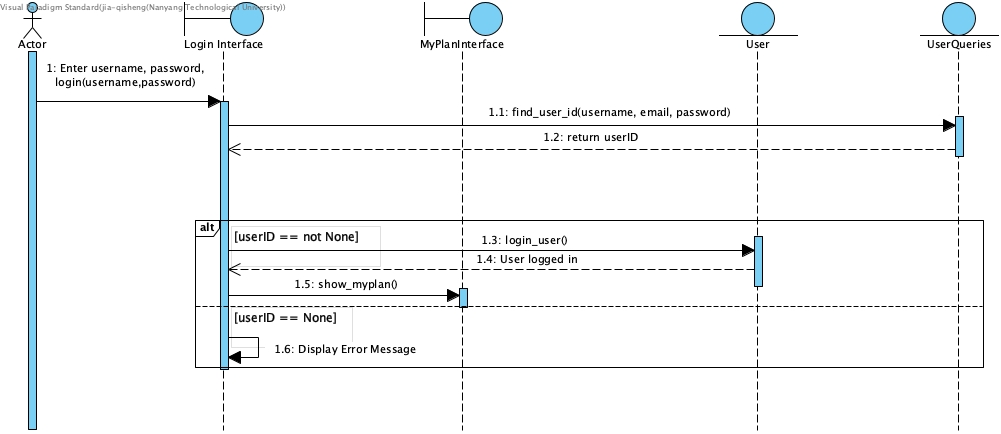 Visual Paradigm Standard(jia-qisheng(Nanyang Technological University))
Actor
Login Interface
MyPlanInterface
User
UserQueries
1: Enter username, password,
login(username,password)
1.1: find_user_id(username, email, password)
1.2: return userID
alt
[userID == not None]
1.3: login_user()
1.4: User logged in
1.5: show_myplan()
[userID == None]
1.6: Display Error Message